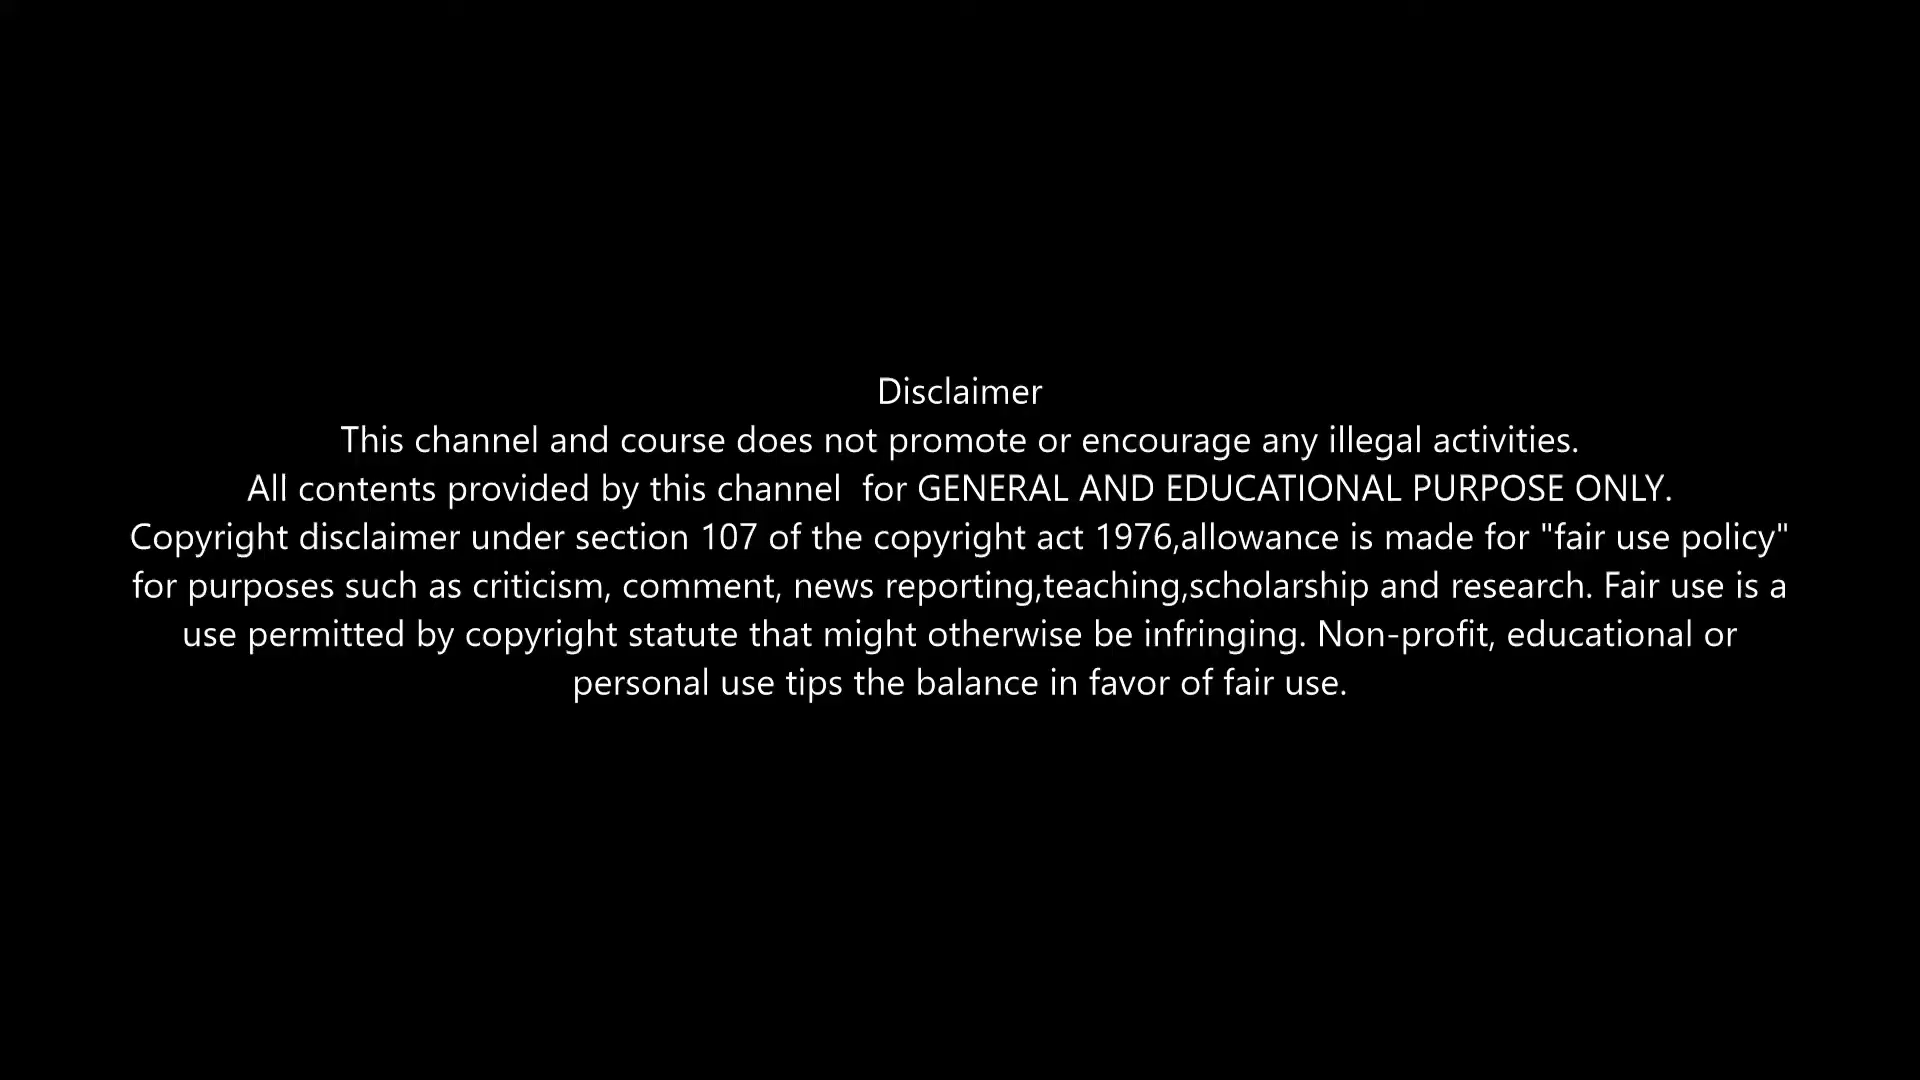 Disclaimer
This channel and course does not promote or encourage any illegal activities.
All contents provided by this channel  for GENERAL AND EDUCATIONAL PURPOSE ONLY.
Copyright disclaimer under section 107 of the copyright act 1976,allowance is made for "fair use policy"
for purposes such as criticism, comment, news reporting,teaching,scholarship and research. Fair use is a
use permitted by copyright statute that might otherwise be infringing. Non-profit, educational or
personal use tips the balance in favor of fair use.